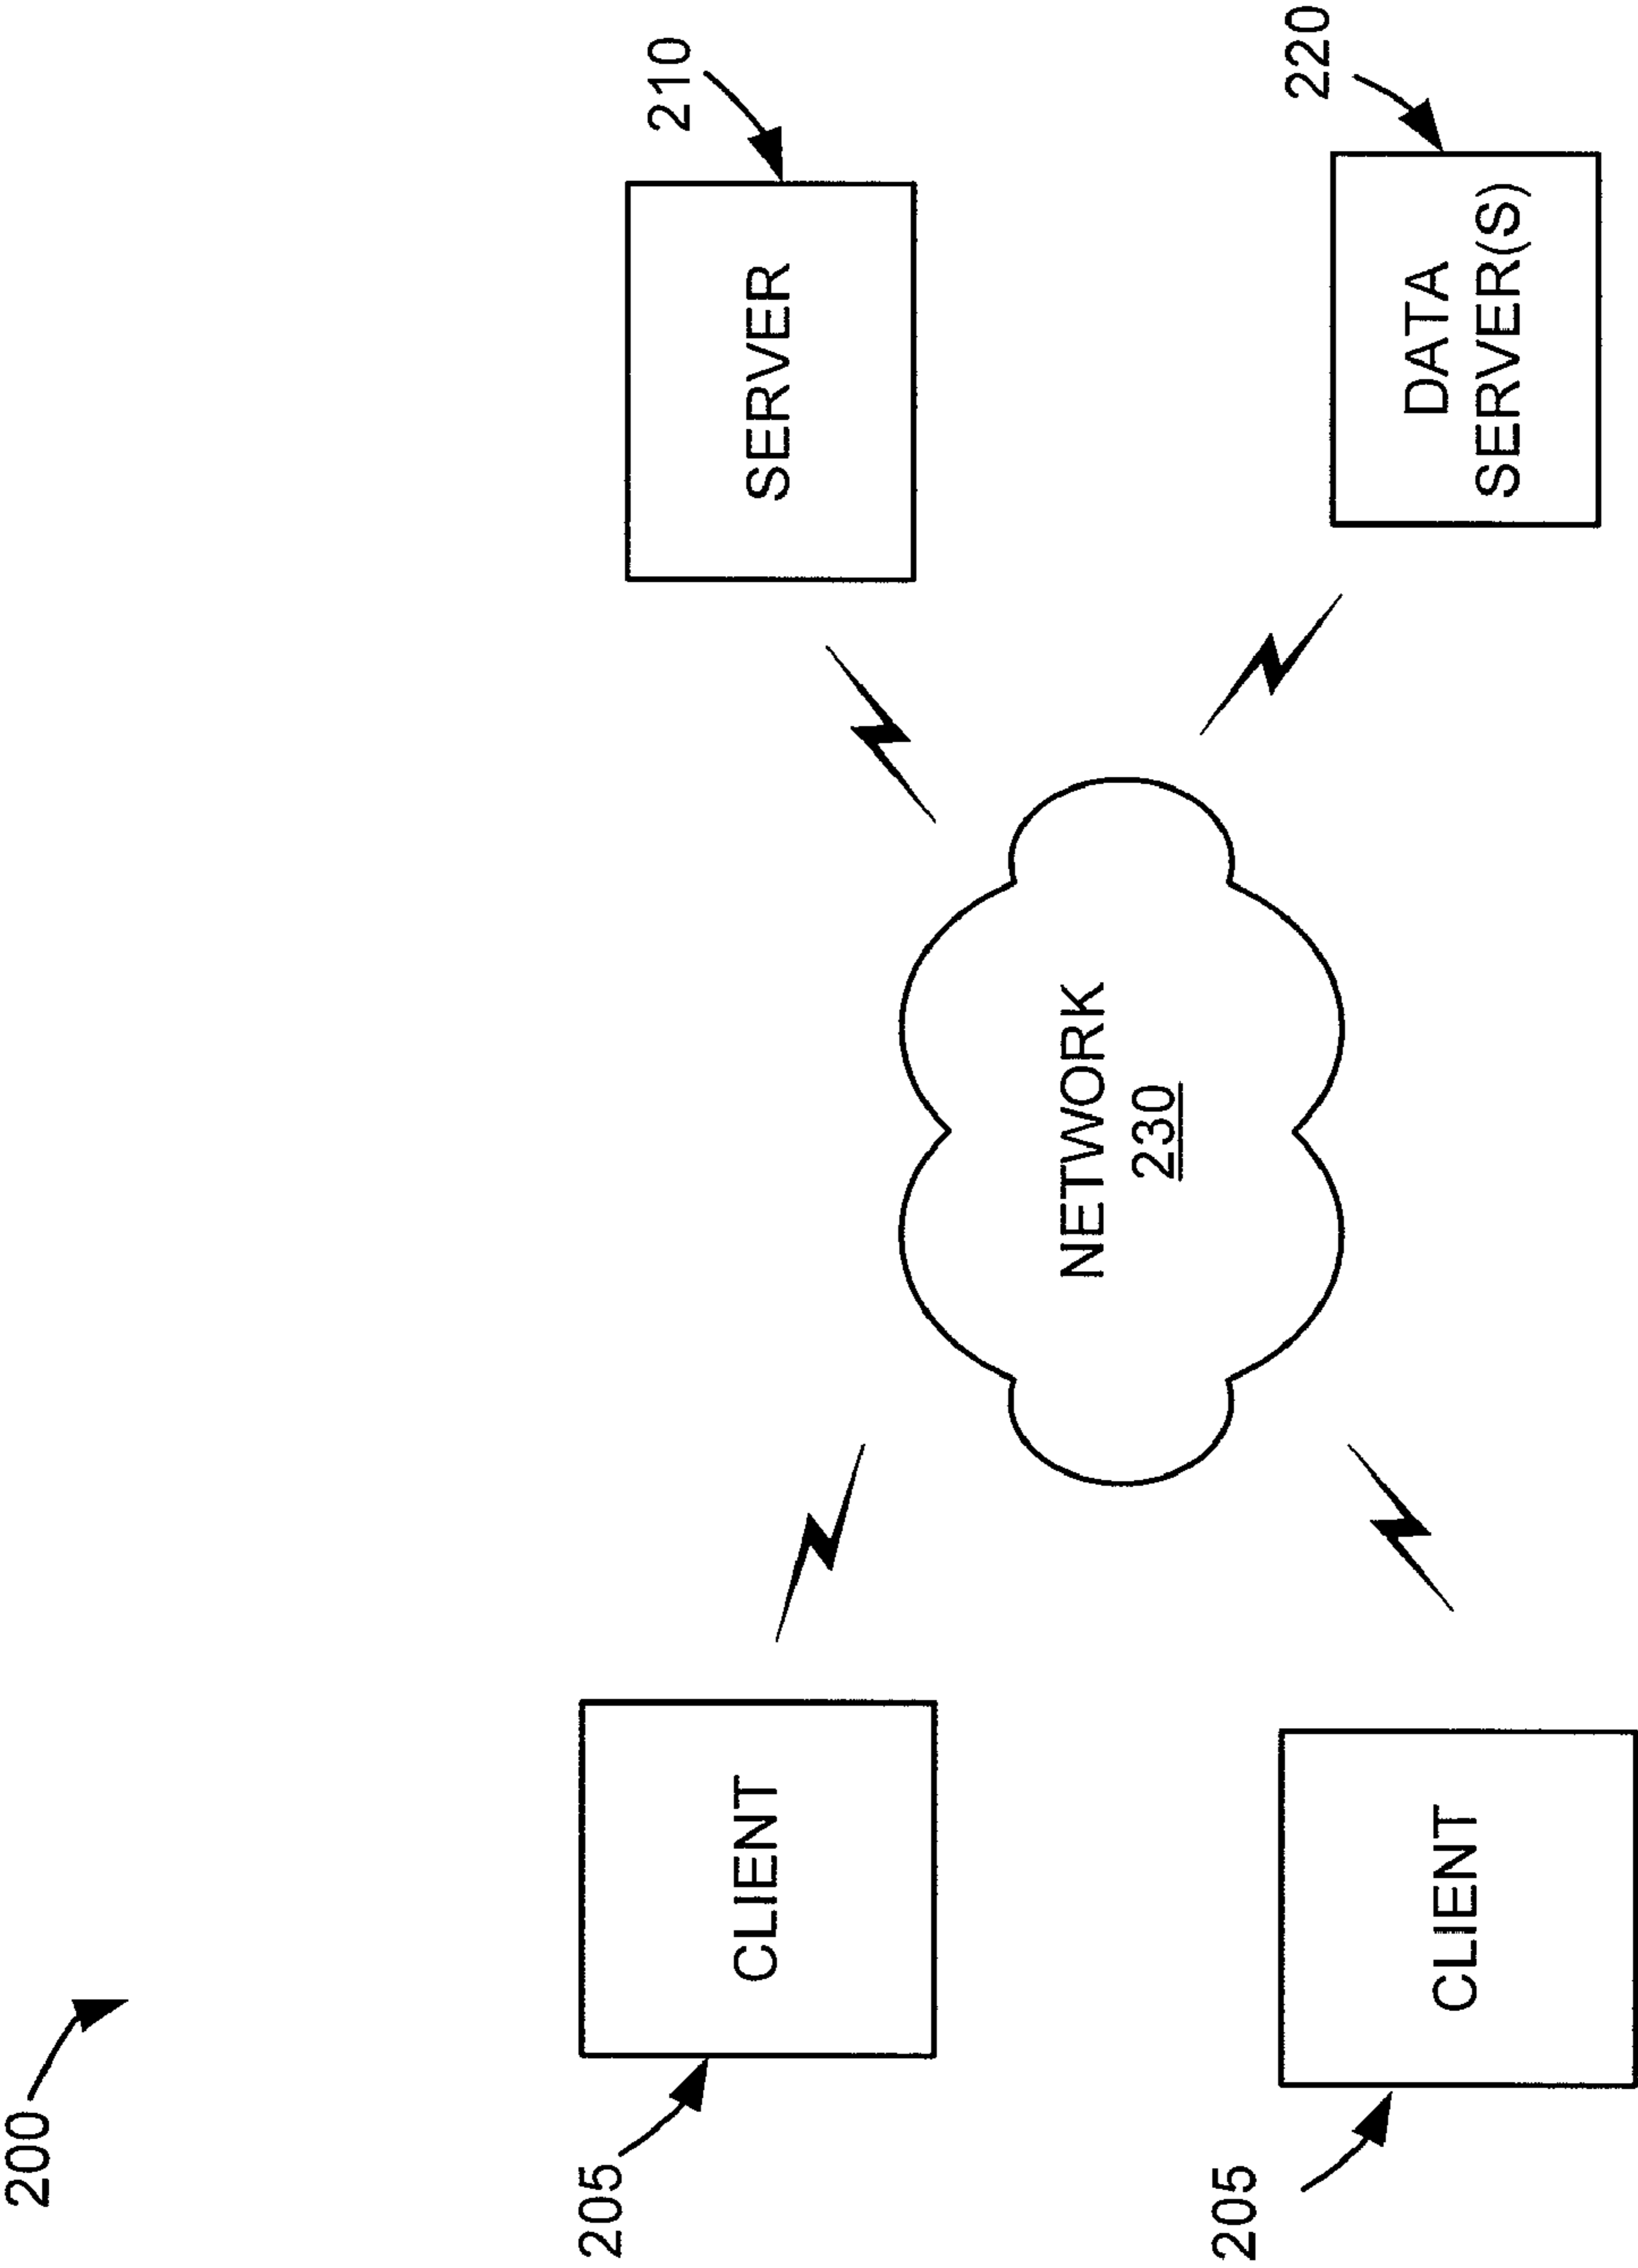 200
205
CLIENT
NETWORK
230
SERVER
210
205
CLIENT
DATA
SERVER(S)
220